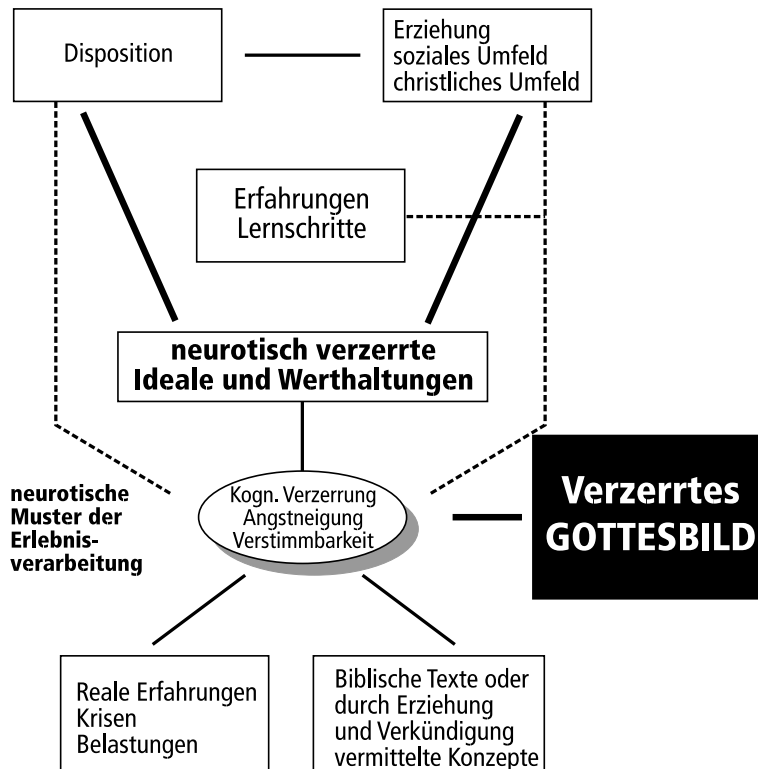 Disposition
Erziehung
soziales Umfeld
christliches Umfeld
Erfahrungen
Lernschritte
neurotisch verzerrte
Ideale und Werthaltungen
neurotische
Muster der
Erlebnis-
verarbeitung
Kogn. Verzerrung
Angstneigung
Verstimmbarkeit
Verzerrtes
GOTTESBILD
Reale Erfahrungen
Krisen
Belastungen
Biblische Texte oder
durch Erziehung
und Verkündigung
vermittelte Konzepte